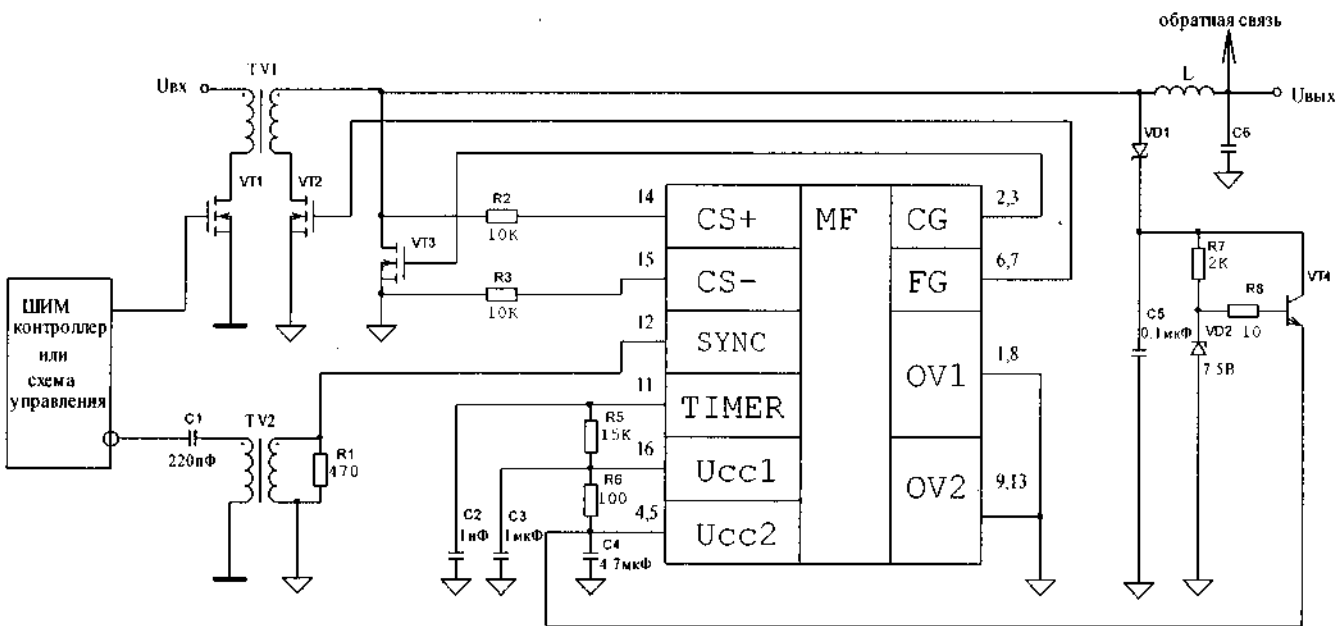 обратная связь
Uвх
TV1
L
Uвых
VD1
C6
VT1
VT2
14
R2
10K
CS+
MF
CG
2,3
VT3
15
R3
10K
CS-
FG
6,7
R7
2K
R8
10
VT4
ШИМ
контроллер
или
схема
управления
12
SYNC
C5
0.1мкФ
VD2
7.5В
OV1
1,8
11
TIMER
C1
220пФ
TV2
R1
470
R5
15K
16
Ucc1
R6
100
OV2
9,13
4,5
Ucc2
C2
1нФ
C3
1мкФ
C4
4.7мкФ